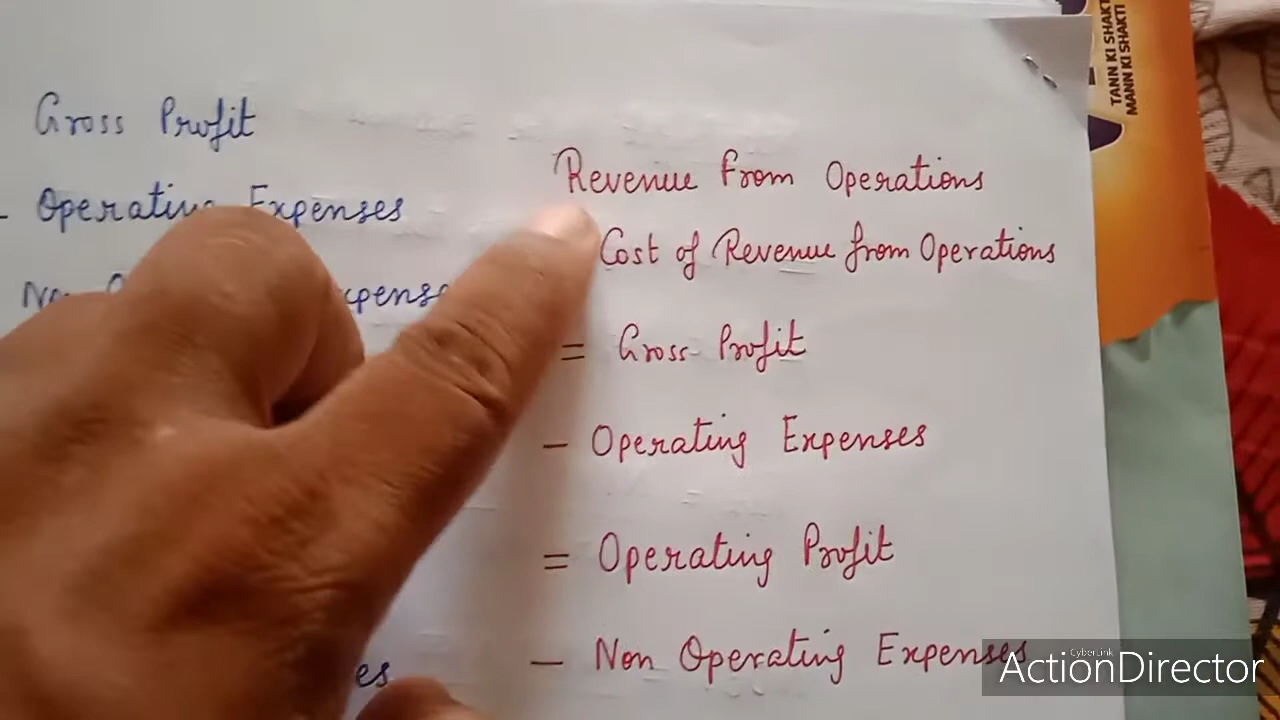 Gross Profit
- Operating Expenses
Revenue from Operations
Cost of Revenue from Operations
= Gross Profit
- Operating Expenses
= Operating Profit
- Non Operating Expenses
TANN KI SHAKTI
MANN KI SHAKTI
CyberLink
ActionDirector